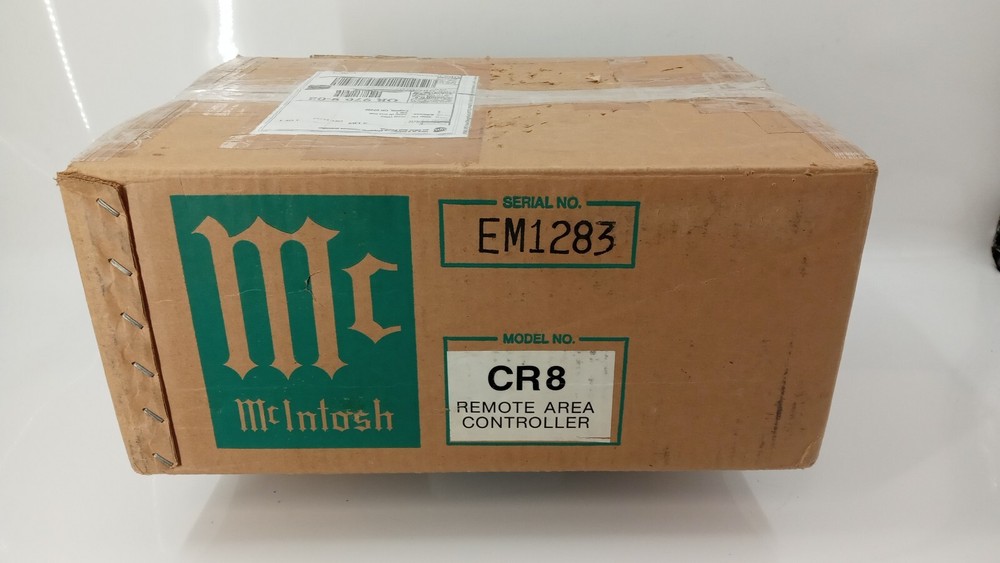 Mc
McIntosh
SERIAL NO.
EM1283
MODEL NO.
CR8
REMOTE AREA
CONTROLLER